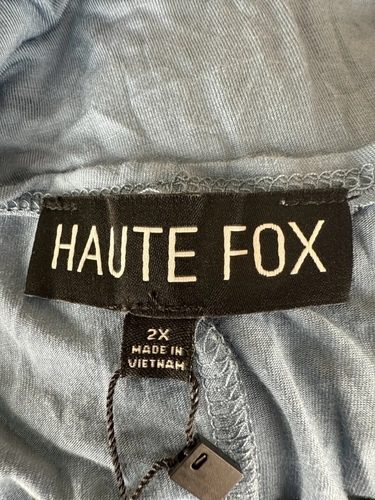 HAUTE FOX
2X
MADE IN
VIETNAM